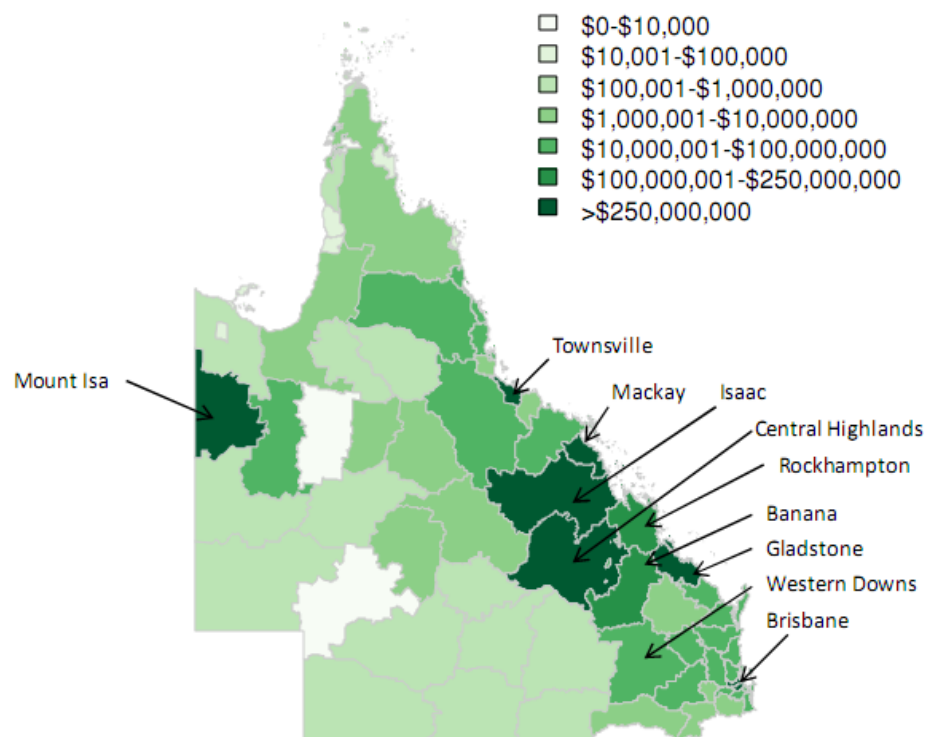 $0-$10,000
$10,001-$100,000
$100,001-$1,000,000
$1,000,001-$10,000,000
$10,000,001-$100,000,000
$100,000,001-$250,000,000
>$250,000,000
Townsville
Mount Isa
Mackay
Isaac
Central Highlands
Rockhampton
Banana
Gladstone
Western Downs
Brisbane